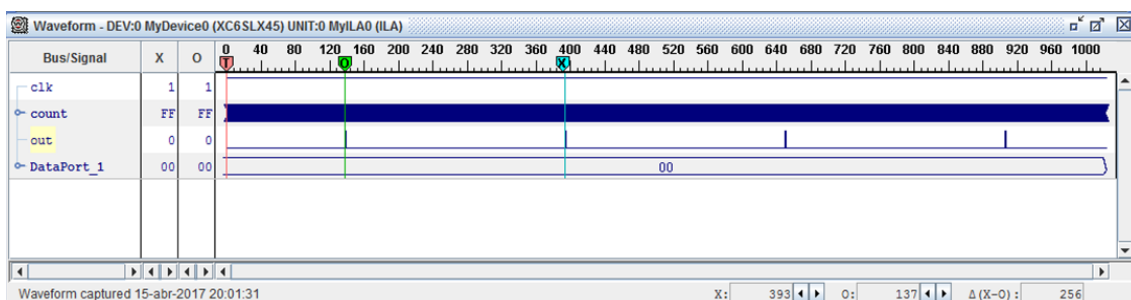 Waveform - DEV:0 MyDevice0 (XC6SLX45) UNIT:0 MyILA0 (ILA)
Bus/Signal X O 0 40 80 120 160 200 240 280 320 360 400 440 480 520 560 600 640 680 720 760 800 840 880 920 960 1000
T O X
clk 1 1
count FF FF
out 0 0
DataPort_1 00 00 00
Waveform captured 15-abr-2017 20:01:31 X: 393 O: 137 Δ(X-O): 256